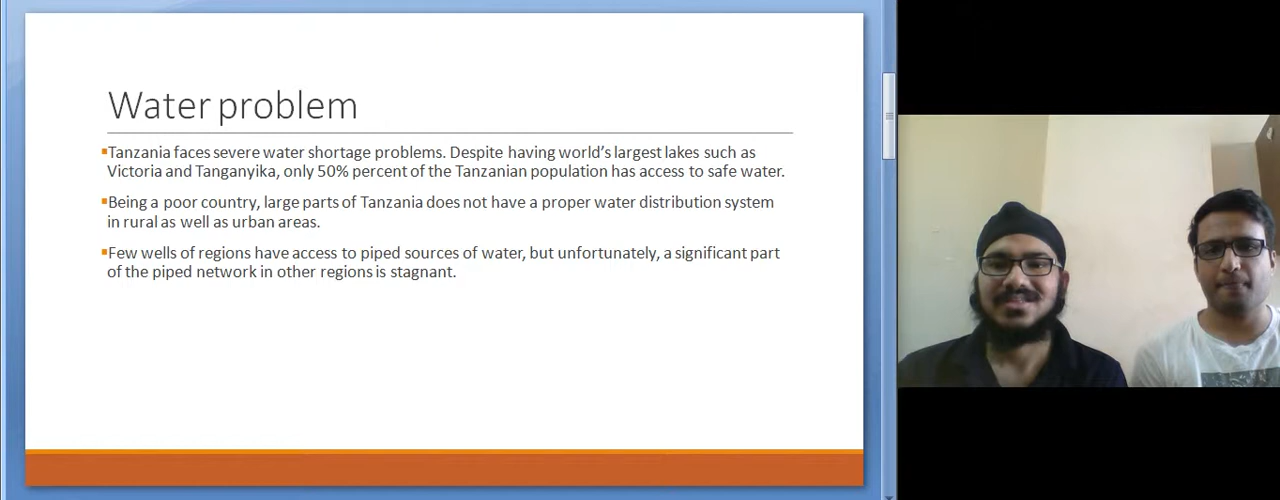 Water problem
Tanzania faces severe water shortage problems. Despite having world's largest lakes such as
Victoria and Tanganyika, only 50% percent of the Tanzanian population has access to safe water.
Being a poor country, large parts of Tanzania does not have a proper water distribution system
in rural as well as urban areas.
Few wells of regions have access to piped sources of water, but unfortunately, a significant part
of the piped network in other regions is stagnant.